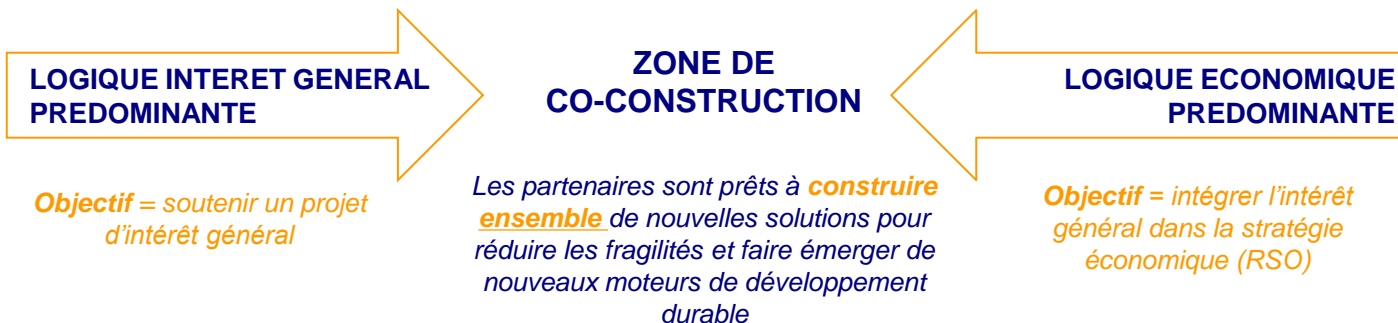 LOGIQUE INTERET GENERAL
PREDOMINANTE
ZONE DE
CO-CONSTRUCTION
LOGIQUE ECONOMIQUE
PREDOMINANTE
Objectif = soutenir un projet
d’intérêt général
Les partenaires sont prêts à construire
ensemble de nouvelles solutions pour
réduire les fragilités et faire émerger de
nouveaux moteurs de développement
durable
Objectif = intégrer l’intérêt
général dans la stratégie
économique (RSO)